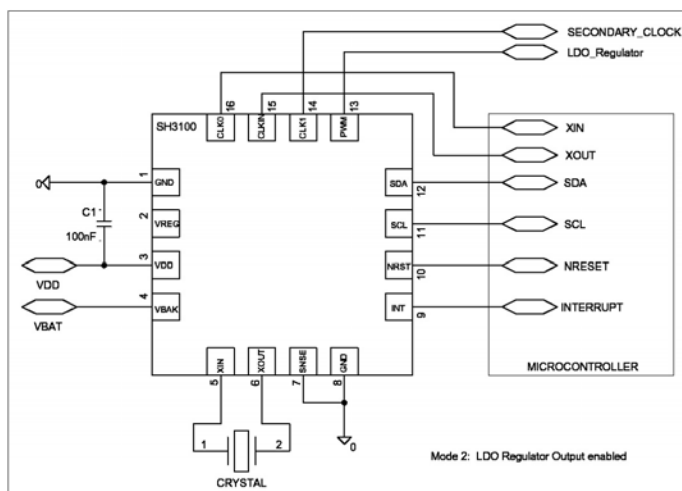 SECONDARY_CLOCK
LDO_Regulator
16
15
14
13
SH3100
CLK0
CLKIN
CLK1
PWM
XIN
XOUT
0
1
GND
SDA
12
SDA
C1
100nF
2
VREG
SCL
11
SCL
VDD
3
VDD
NRST
10
NRESET
VBAT
4
VBAK
INT
9
INTERRUPT
XIN
XOUT
SNSE
GND
5
6
7
8
MICROCONTROLLER
1
2
0
CRYSTAL
Mode 2: LDO Regulator Output enabled